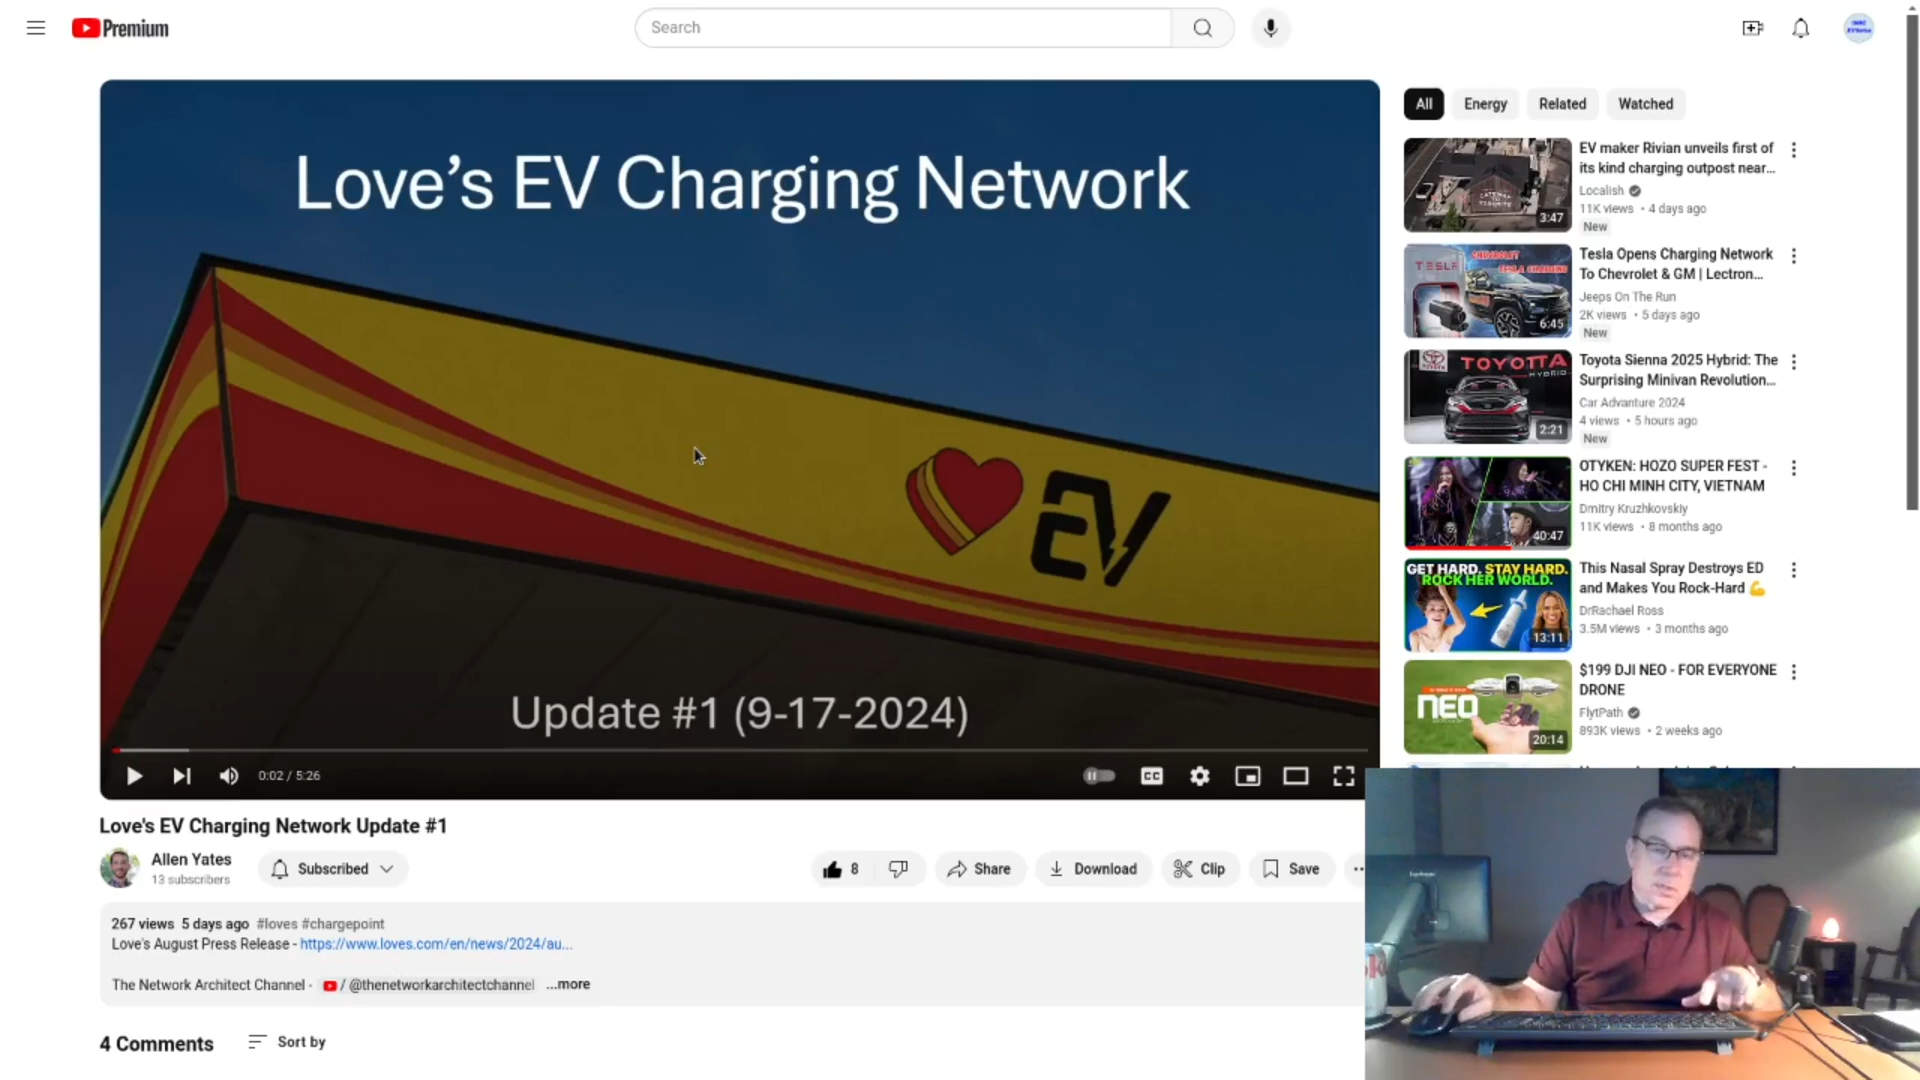 Premium
Search
Love's EV Charging Network
EV
Update #1 (9-17-2024)
0:02 / 5:26
CC
Love's EV Charging Network Update #1
Allen Yates
13 subscribers
Subscribed
8
Share
Download
Clip
Save
267 views 5 days ago #loves #chargepoint
Love's August Press Release - https://www.loves.com/en/news/2024/au...
The Network Architect Channel - / @thenetworkarchitectchannel ...more
4 Comments
Sort by
All
Energy
Related
Watched
3:47
EV maker Rivian unveils first of
its kind charging outpost near...
Localish
11K views • 4 days ago
New
TESLA
CHEVROLET
6:45
Tesla Opens Charging Network
To Chevrolet & GM | Lectron...
Jeeps On The Run
2K views • 5 days ago
New
TOYOTTA
HYBRID
2:21
Toyota Sienna 2025 Hybrid: The
Surprising Minivan Revolution...
Car Advanture 2024
4 views • 5 hours ago
New
40:47
OTYKEN: HOZO SUPER FEST -
HO CHI MINH CITY, VIETNAM
Dmitry Kruzhkovskiy
11K views • 8 months ago
GET HARD. STAY HARD.
ROCK HER WORLD.
13:11
This Nasal Spray Destroys ED
and Makes You Rock-Hard 💪
DrRachael Ross
3.5M views • 3 months ago
NEO
20:14
$199 DJI NEO - FOR EVERYONE
DRONE
FlytPath
893K views • 2 weeks ago